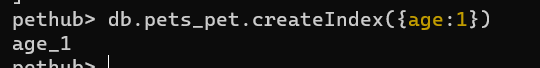 pethub> db.pets_pet.createIndex({age:1})
age_1
pethub>